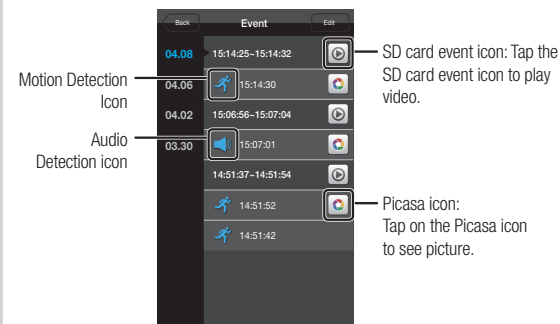 Back
Event
Edit
04.08
15:14:25~15:14:32
04.06
15:14:30
04.02
15:06:56~15:07:04
03.30
15:07:01
14:51:37~14:51:54
14:51:52
14:51:42
Motion Detection
Icon
Audio
Detection icon
SD card event icon: Tap the
SD card event icon to play
video.
Picasa icon:
Tap on the Picasa icon
to see picture.